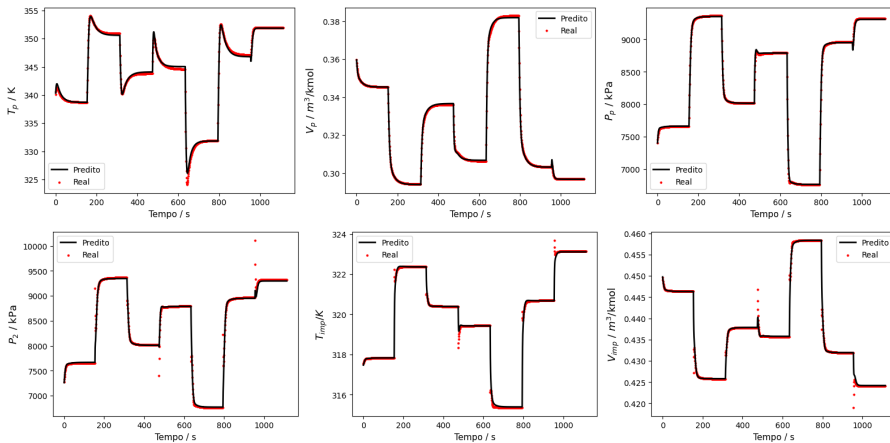 355
350
345
340
335
330
325
T_p / K
Predito
Real
0 200 400 600 800 1000
Tempo / s
0.36
0.34
0.32
0.30
V_p / m^3/kmol
Predito
Real
0 200 400 600 800 1000
Tempo / s
9000
8500
8000
7500
7000
P_p / kPa
Predito
Real
0 200 400 600 800 1000
Tempo / s
10000
9500
9000
8500
8000
7500
7000
P_2 / kPa
Predito
Real
0 200 400 600 800 1000
Tempo / s
324
322
320
318
316
T_imp/K
Predito
Real
0 200 400 600 800 1000
Tempo / s
0.460
0.455
0.450
0.445
0.440
0.435
0.430
0.425
0.420
V_imp / m^3/kmol
Predito
Real
0 200 400 600 800 1000
Tempo / s